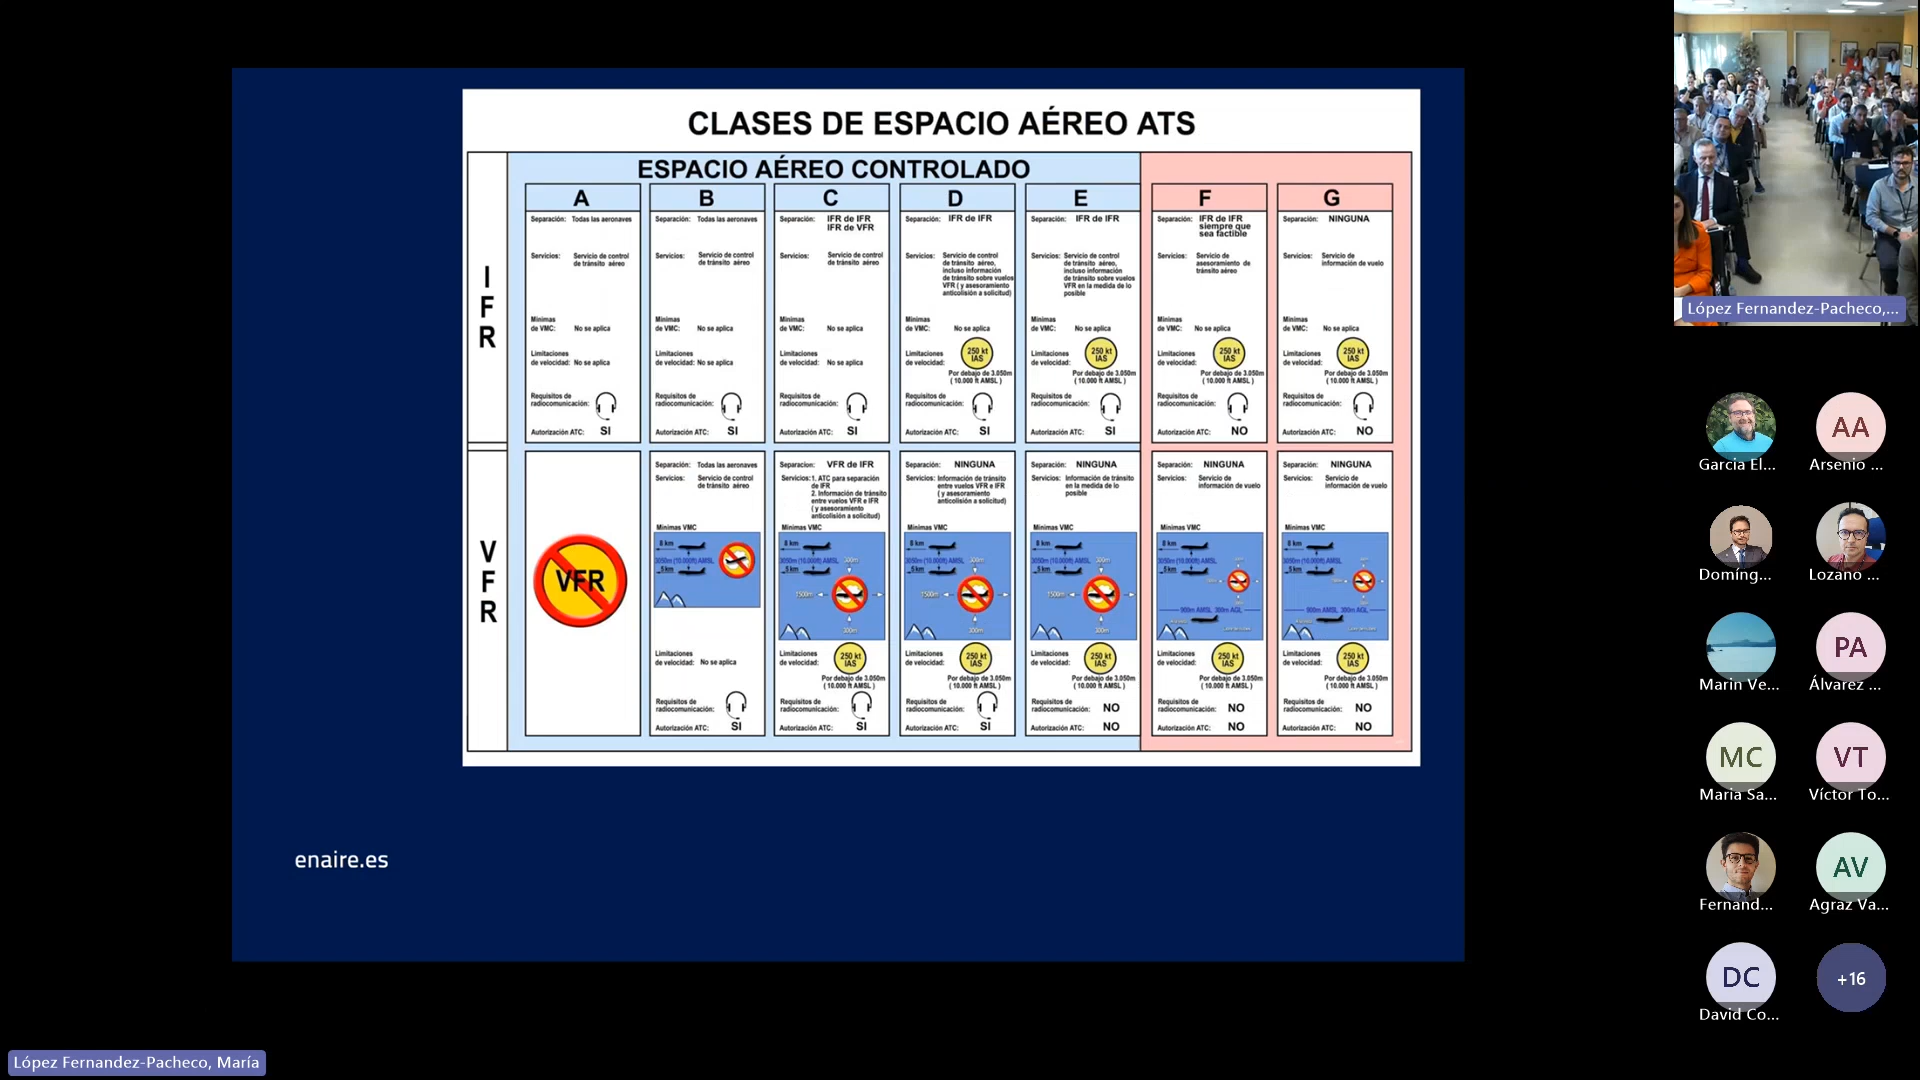 CLASES DE ESPACIO AÉREO ATS
ESPACIO AÉREO CONTROLADO
IFR
A
Separación: Todas las aeronaves
Servicios: Servicio de control
de tránsito aéreo
Mínimas
de VMC: No se aplica
Limitaciones
de velocidad: No se aplica
Requisitos de
radiocomunicación:
Autorización ATC: SI
B
Separación: Todas las aeronaves
Servicios: Servicio de control
de tránsito aéreo
Mínimas
de VMC: No se aplica
Limitaciones
de velocidad: No se aplica
Requisitos de
radiocomunicación:
Autorización ATC: SI
C
Separación: IFR de IFR
IFR de VFR
Servicios: Servicio de control
de tránsito aéreo
Mínimas
de VMC: No se aplica
Limitaciones
de velocidad: No se aplica
Requisitos de
radiocomunicación:
Autorización ATC: SI
D
Separación: IFR de IFR
Servicios: Servicio de control
de tránsito aéreo,
incluso información
de tránsito sobre vuelos
VFR ( y asesoramiento
anticolisión a solicitud)
Mínimas
de VMC: No se aplica
Limitaciones
de velocidad: 250 kt
IAS
Por debajo de 3.050m
( 10.000 ft AMSL )
Requisitos de
radiocomunicación:
Autorización ATC: SI
E
Separación: IFR de IFR
Servicios: Servicio de control
de tránsito aéreo,
incluso información
de tránsito sobre vuelos
VFR en la medida de lo
posible
Mínimas
de VMC: No se aplica
Limitaciones
de velocidad: 250 kt
IAS
Por debajo de 3.050m
( 10.000 ft AMSL )
Requisitos de
radiocomunicación:
Autorización ATC: SI
F
Separación: IFR de IFR
siempre que
sea factible
Servicios: Servicio de
asesoramiento de
tránsito aéreo
Mínimas
de VMC: No se aplica
Limitaciones
de velocidad: 250 kt
IAS
Por debajo de 3.050m
( 10.000 ft AMSL )
Requisitos de
radiocomunicación:
Autorización ATC: NO
G
Separación: NINGUNA
Servicios: Servicio de
información de vuelo
Mínimas
de VMC: No se aplica
Limitaciones
de velocidad: 250 kt
IAS
Por debajo de 3.050m
( 10.000 ft AMSL )
Requisitos de
radiocomunicación:
Autorización ATC: NO
VFR
VFR
Separación: Todas las aeronaves
Servicios: Servicio de control
de tránsito aéreo
Mínimas VMC
8 km
3050m (10.000ft) AMSL
5 km
Limitaciones
de velocidad: No se aplica
Requisitos de
radiocomunicación:
Autorización ATC: SI
Separacion: VFR de IFR
Servicios: 1. ATC para separación
de IFR
2. Información de tránsito
entre vuelos VFR e IFR
( y asesoramiento
anticolisión a solicitud)
Mínimas VMC
8 km
3050m (10.000ft) AMSL
300m
5 km
1500m
300m
Limitaciones
de velocidad: 250 kt
IAS
Por debajo de 3.050m
( 10.000 ft AMSL )
Requisitos de
radiocomunicación:
Autorización ATC: SI
Separación: NINGUNA
Servicios: Información de tránsito
entre vuelos VFR e IFR
( y asesoramiento
anticolisión a solicitud)
Mínimas VMC
8 km
3050m (10.000ft) AMSL
300m
5 km
1500m
300m
Limitaciones
de velocidad: 250 kt
IAS
Por debajo de 3.050m
( 10.000 ft AMSL )
Requisitos de
radiocomunicación:
Autorización ATC: SI
Separación: NINGUNA
Servicios: Información de tránsito
en la medida de lo
posible
Mínimas VMC
8 km
3050m (10.000ft) AMSL
300m
5 km
1500m
300m
Limitaciones
de velocidad: 250 kt
IAS
Por debajo de 3.050m
( 10.000 ft AMSL )
Requisitos de
radiocomunicación: NO
Autorización ATC: NO
Separación: NINGUNA
Servicios: Servicio de
información de vuelo
Mínimas VMC
8 km
3050m (10.000ft) AMSL
5 km
900m AMSL 300m AGL
Limitaciones
de velocidad: 250 kt
IAS
Por debajo de 3.050m
( 10.000 ft AMSL )
Requisitos de
radiocomunicación: NO
Autorización ATC: NO
Separación: NINGUNA
Servicios: Servicio de
información de vuelo
Mínimas VMC
8 km
3050m (10.000ft) AMSL
5 km
900m AMSL 300m AGL
Limitaciones
de velocidad: 250 kt
IAS
Por debajo de 3.050m
( 10.000 ft AMSL )
Requisitos de
radiocomunicación: NO
Autorización ATC: NO
enaire.es
López Fernandez-Pacheco, María
López Fernandez-Pacheco,...
Garcia El...
AA
Arsenio ...
Domíng...
Lozano ...
Marin Ve...
PA
Álvarez ...
MC
Maria Sa...
VT
Víctor To...
Fernand...
AV
Agraz Va...
DC
David Co...
+16